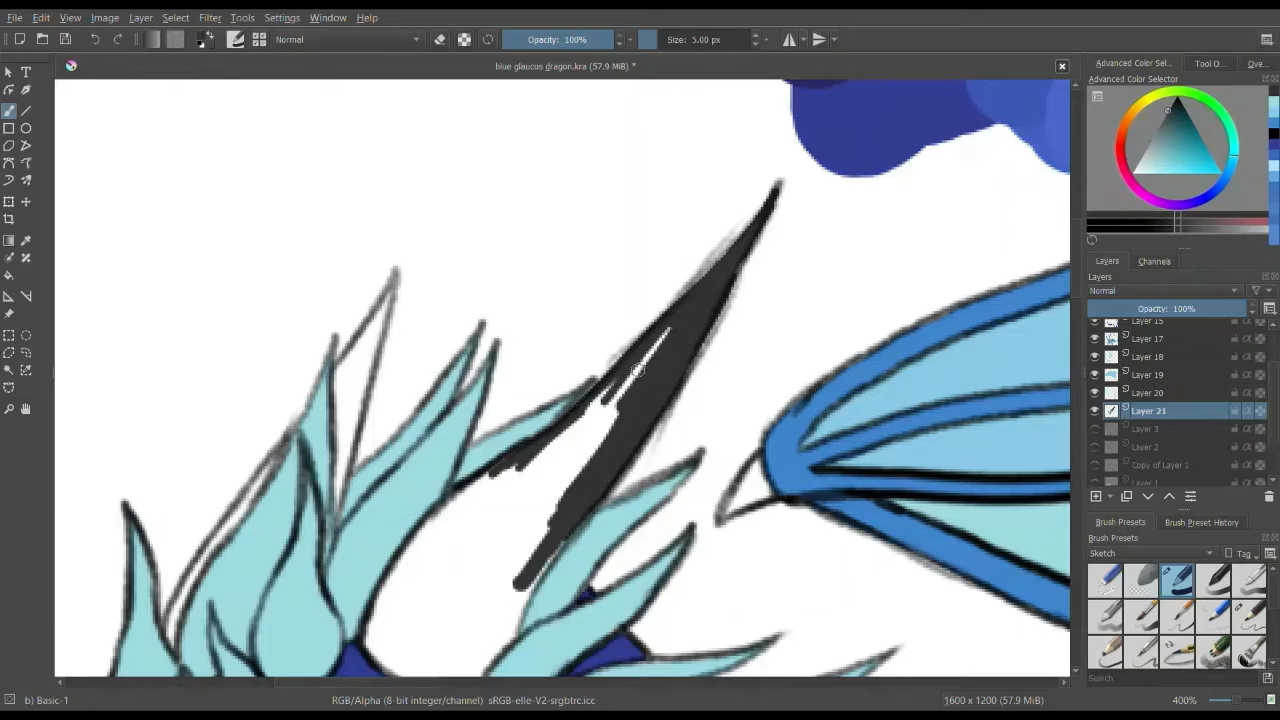 File Edit View Image Layer Select Filter Tools Settings Window Help
Normal Opacity: 100% Size: 5.00 px
blue glaucus dragon.kra (57.9 MiB) *
Advanced Color Sel... Tool O... Ove...
Advanced Color Selector
Layers Channels
Layers
Normal
Opacity: 100%
Layer 15
Layer 17
Layer 18
Layer 19
Layer 20
Layer 21
Layer 3
Layer 2
Copy of Layer 1
Layer 1
Brush Presets Brush Preset History
Brush Presets
Sketch Tag
Search
b) Basic-1 RGB/Alpha (8-bit integer/channel) sRGB-elle-V2-srgbtrc.icc 1600 x 1200 (57.9 MiB) 400%